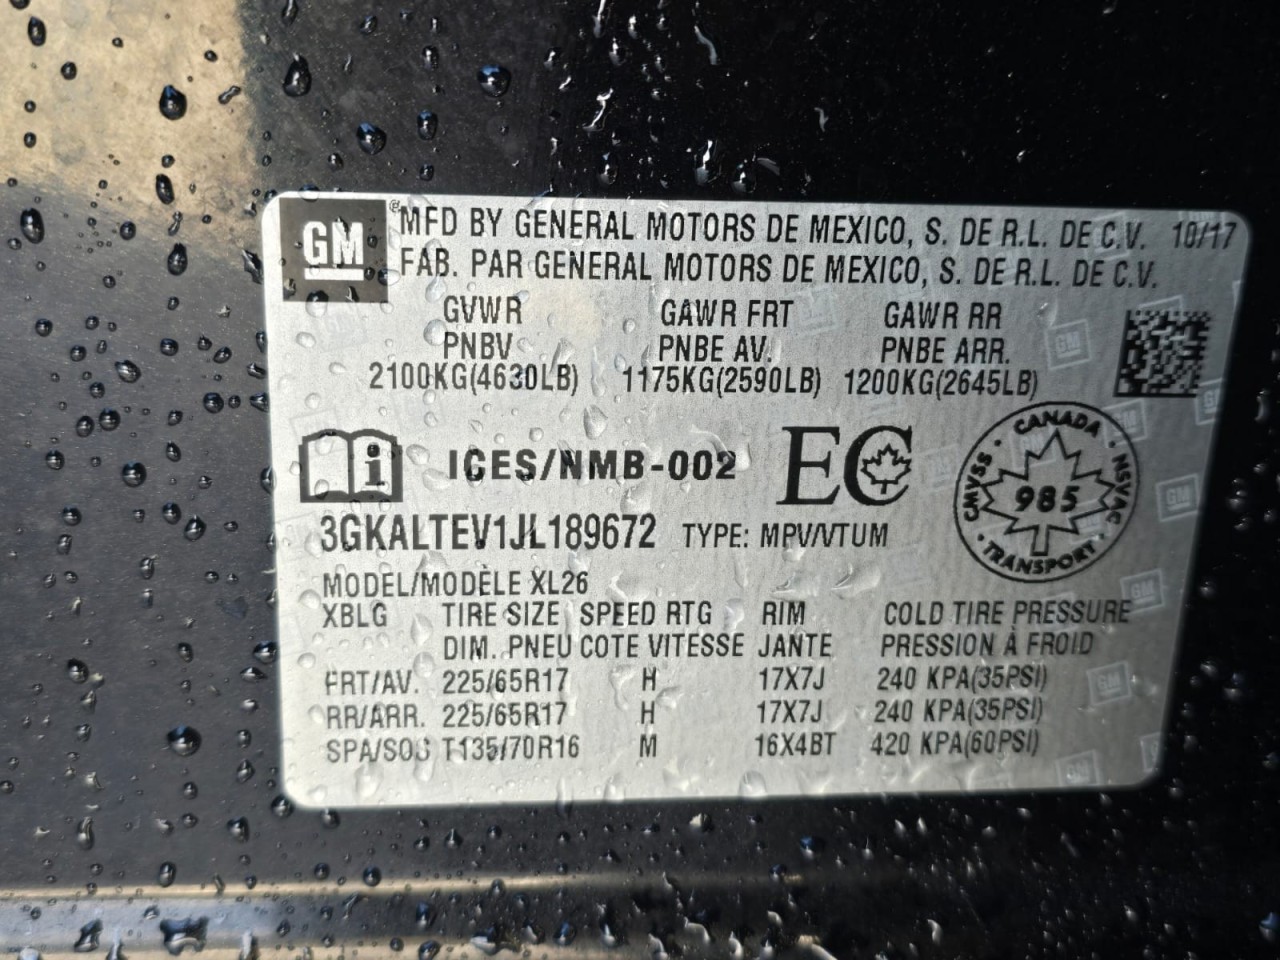 GM
® MFD BY GENERAL MOTORS DE MEXICO, S. DE R.L. DE C.V. 10/17
FAB. PAR GENERAL MOTORS DE MEXICO, S. DE R.L. DE C.V.
GVWR GAWR FRT GAWR RR
PNBV PNBE AV. PNBE ARR.
2100KG(4630LB) 1175KG(2590LB) 1200KG(2645LB)
i ICES/NMB-002 EC
CANADA
CMVSS 985 NSVAC
TRANSPORT
3GKALTEV1JL189672 TYPE: MPV/VTUM
MODEL/MODÈLE XL26
XBLG TIRE SIZE SPEED RTG RIM COLD TIRE PRESSURE
DIM. PNEU COTE VITESSE JANTE PRESSION À FROID
FRT/AV. 225/65R17 H 17X7J 240 KPA(35PSI)
RR/ARR. 225/65R17 H 17X7J 240 KPA(35PSI)
SPA/SOS T135/70R16 M 16X4BT 420 KPA(60PSI)